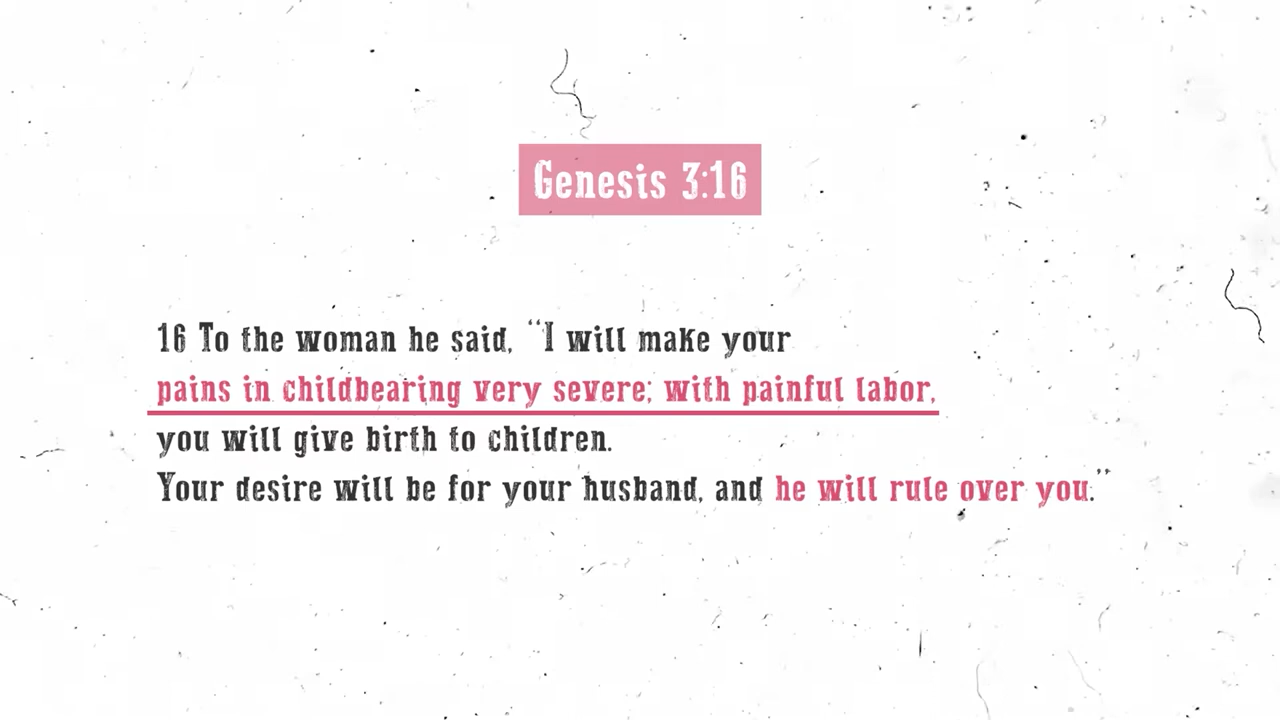 Genesis 3:16
16 To the woman he said, “I will make your
pains in childbearing very severe; with painful labor,
you will give birth to children.
Your desire will be for your husband, and he will rule over you.”